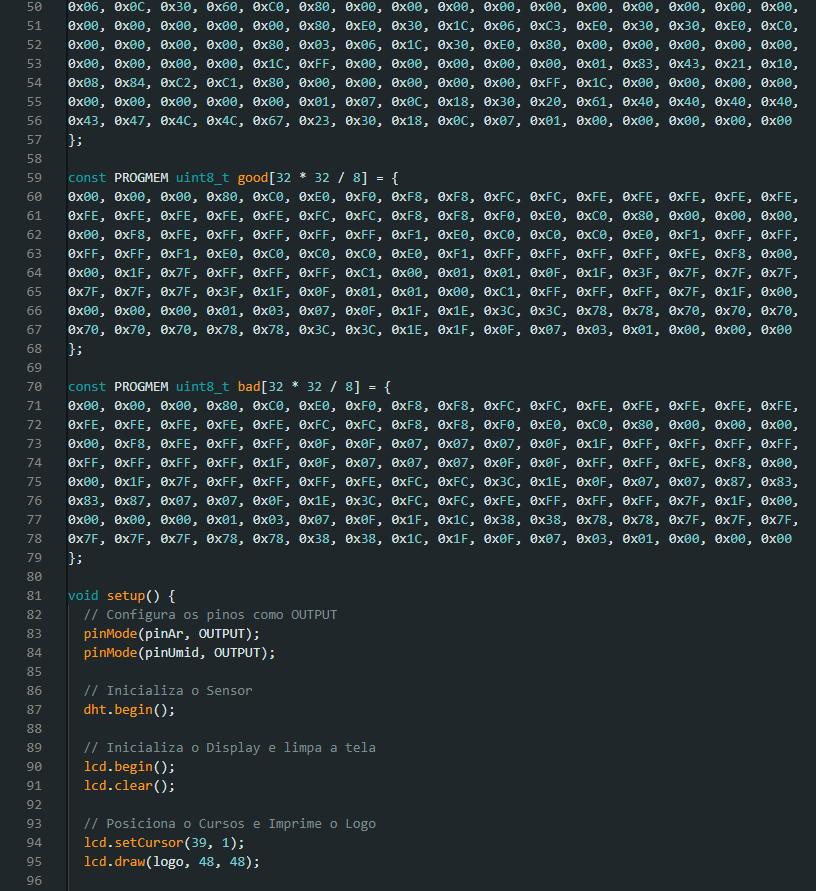 50 0x06, 0x0C, 0x30, 0x60, 0xC0, 0x80, 0x00, 0x00, 0x00, 0x00, 0x00, 0x00, 0x00, 0x00, 0x00, 0x00,
51 0x00, 0x00, 0x00, 0x00, 0x00, 0x80, 0xE0, 0x30, 0x1C, 0x06, 0xC3, 0xE0, 0x30, 0x30, 0xE0, 0xC0,
52 0x00, 0x00, 0x00, 0x00, 0x80, 0x03, 0x06, 0x1C, 0x30, 0xE0, 0x80, 0x00, 0x00, 0x00, 0x00, 0x00,
53 0x00, 0x00, 0x00, 0x00, 0x1C, 0xFF, 0x00, 0x00, 0x00, 0x00, 0x00, 0x01, 0x83, 0x43, 0x21, 0x10,
54 0x08, 0x84, 0xC2, 0xC1, 0x80, 0x00, 0x00, 0x00, 0x00, 0x00, 0xFF, 0x1C, 0x00, 0x00, 0x00, 0x00,
55 0x00, 0x00, 0x00, 0x00, 0x00, 0x01, 0x07, 0x0C, 0x18, 0x30, 0x20, 0x61, 0x40, 0x40, 0x40, 0x40,
56 0x43, 0x47, 0x4C, 0x4C, 0x67, 0x23, 0x30, 0x18, 0x0C, 0x07, 0x01, 0x00, 0x00, 0x00, 0x00, 0x00
57 };
58
59 const PROGMEM uint8_t good[32 * 32 / 8] = {
60 0x00, 0x00, 0x00, 0x80, 0xC0, 0xE0, 0xF0, 0xF8, 0xF8, 0xFC, 0xFC, 0xFE, 0xFE, 0xFE, 0xFE, 0xFE,
61 0xFE, 0xFE, 0xFE, 0xFE, 0xFE, 0xFC, 0xFC, 0xF8, 0xF8, 0xF0, 0xE0, 0xC0, 0x80, 0x00, 0x00, 0x00,
62 0x00, 0xF8, 0xFE, 0xFF, 0xFF, 0xFF, 0xFF, 0xF1, 0xE0, 0xC0, 0xC0, 0xC0, 0xE0, 0xF1, 0xFF, 0xFF,
63 0xFF, 0xFF, 0xF1, 0xE0, 0xC0, 0xC0, 0xC0, 0xE0, 0xF1, 0xFF, 0xFF, 0xFF, 0xFF, 0xFE, 0xF8, 0x00,
64 0x00, 0x1F, 0x7F, 0xFF, 0xFF, 0xFF, 0xC1, 0x00, 0x01, 0x01, 0x0F, 0x1F, 0x3F, 0x7F, 0x7F, 0x7F,
65 0x7F, 0x7F, 0x7F, 0x3F, 0x1F, 0x0F, 0x01, 0x01, 0x00, 0xC1, 0xFF, 0xFF, 0xFF, 0x7F, 0x1F, 0x00,
66 0x00, 0x00, 0x00, 0x01, 0x03, 0x07, 0x0F, 0x1F, 0x1E, 0x3C, 0x3C, 0x78, 0x78, 0x70, 0x70, 0x70,
67 0x70, 0x70, 0x70, 0x78, 0x78, 0x3C, 0x3C, 0x1E, 0x1F, 0x0F, 0x07, 0x03, 0x01, 0x00, 0x00, 0x00
68 };
69
70 const PROGMEM uint8_t bad[32 * 32 / 8] = {
71 0x00, 0x00, 0x00, 0x80, 0xC0, 0xE0, 0xF0, 0xF8, 0xF8, 0xFC, 0xFC, 0xFE, 0xFE, 0xFE, 0xFE, 0xFE,
72 0xFE, 0xFE, 0xFE, 0xFE, 0xFE, 0xFC, 0xFC, 0xF8, 0xF8, 0xF0, 0xE0, 0xC0, 0x80, 0x00, 0x00, 0x00,
73 0x00, 0xF8, 0xFE, 0xFF, 0xFF, 0x0F, 0x0F, 0x07, 0x07, 0x07, 0x0F, 0x1F, 0xFF, 0xFF, 0xFF, 0xFF,
74 0xFF, 0xFF, 0xFF, 0xFF, 0x1F, 0x0F, 0x07, 0x07, 0x07, 0x0F, 0x0F, 0xFF, 0xFF, 0xFE, 0xF8, 0x00,
75 0x00, 0x1F, 0x7F, 0xFF, 0xFF, 0xFF, 0xFE, 0xFC, 0xFC, 0x3C, 0x1E, 0x0F, 0x07, 0x07, 0x87, 0x83,
76 0x83, 0x87, 0x07, 0x07, 0x0F, 0x1E, 0x3C, 0xFC, 0xFC, 0xFE, 0xFF, 0xFF, 0xFF, 0x7F, 0x1F, 0x00,
77 0x00, 0x00, 0x00, 0x01, 0x03, 0x07, 0x0F, 0x1F, 0x1C, 0x38, 0x38, 0x78, 0x78, 0x7F, 0x7F, 0x7F,
78 0x7F, 0x7F, 0x7F, 0x78, 0x78, 0x38, 0x38, 0x1C, 0x1F, 0x0F, 0x07, 0x03, 0x01, 0x00, 0x00, 0x00
79 };
80
81 void setup() {
82 // Configura os pinos como OUTPUT
83 pinMode(pinAr, OUTPUT);
84 pinMode(pinUmid, OUTPUT);
85
86 // Inicializa o Sensor
87 dht.begin();
88
89 // Inicializa o Display e limpa a tela
90 lcd.begin();
91 lcd.clear();
92
93 // Posiciona o Cursos e Imprime o Logo
94 lcd.setCursor(39, 1);
95 lcd.draw(logo, 48, 48);
96